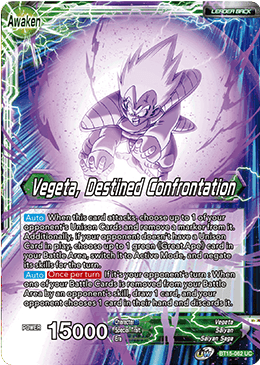 Awaken
LEADER BACK
Vegeta, Destined Confrontation
Auto When this card attacks, choose up to 1 of your
opponent's Unison Cards and remove a marker from it.
Additionally, if your opponent doesn't have a Unison
Card in play, choose up to 1 green ‹Great Ape› card in
your Battle Area, switch it to Active Mode, and negate
its skills for the turn.
Auto Once per turn If it's your opponent's turn: When
one of your Battle Cards is removed from your Battle
Area by an opponent's skill, draw 1 card, and your
opponent chooses 1 card in their hand and discards it.
POWER 15000
Character Vegeta
Special Trait Saiyan
Era Saiyan Saga
BT15-062 UC